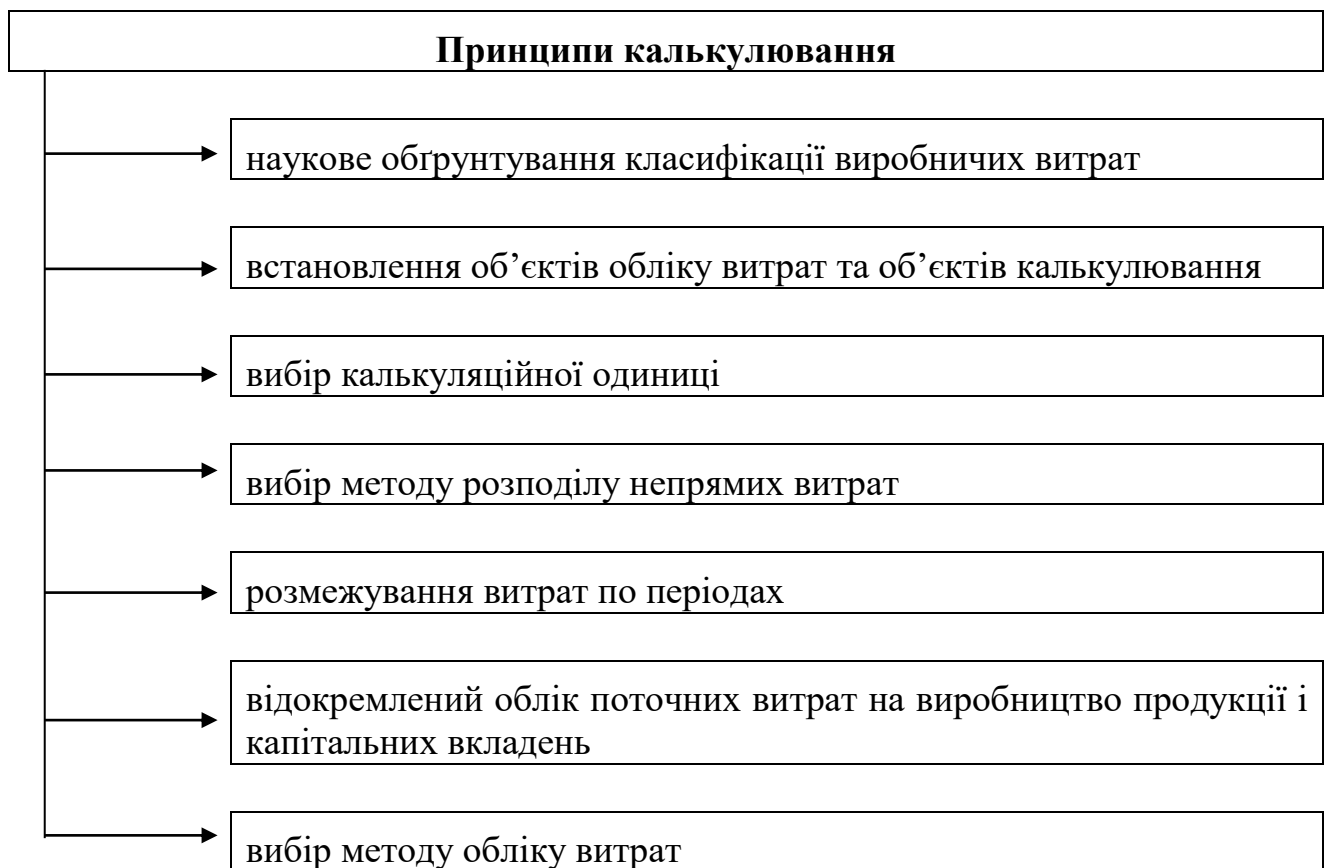 Принципи калькулювання
наукове обґрунтування класифікації виробничих витрат
встановлення об’єктів обліку витрат та об’єктів калькулювання
вибір калькуляційної одиниці
вибір методу розподілу непрямих витрат
розмежування витрат по періодах
відокремлений облік поточних витрат на виробництво продукції і
капітальних вкладень
вибір методу обліку витрат